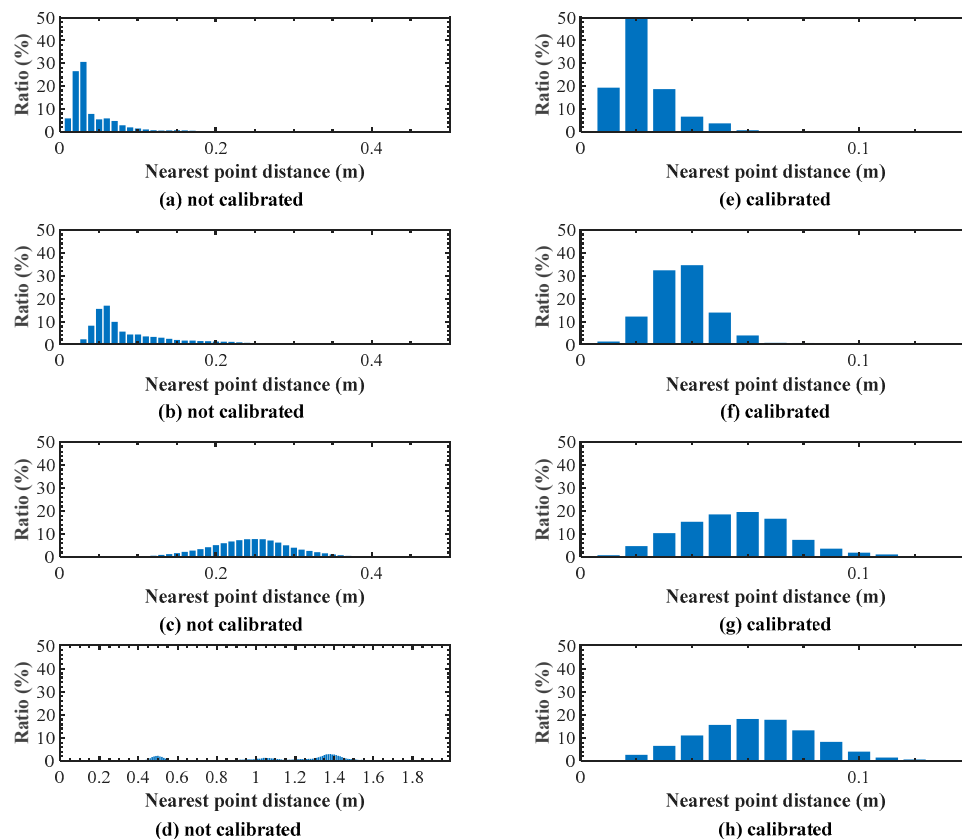 50
40
30
20
10
0
Ratio (%)
0 0.2 0.4
Nearest point distance (m)
(a) not calibrated
50
40
30
20
10
0
Ratio (%)
0 0.1
Nearest point distance (m)
(e) calibrated
50
40
30
20
10
0
Ratio (%)
0 0.2 0.4
Nearest point distance (m)
(b) not calibrated
50
40
30
20
10
0
Ratio (%)
0 0.1
Nearest point distance (m)
(f) calibrated
50
40
30
20
10
0
Ratio (%)
0 0.2 0.4
Nearest point distance (m)
(c) not calibrated
50
40
30
20
10
0
Ratio (%)
0 0.1
Nearest point distance (m)
(g) calibrated
50
40
30
20
10
0
Ratio (%)
0 0.2 0.4 0.6 0.8 1 1.2 1.4 1.6 1.8
Nearest point distance (m)
(d) not calibrated
50
40
30
20
10
0
Ratio (%)
0 0.1
Nearest point distance (m)
(h) calibrated